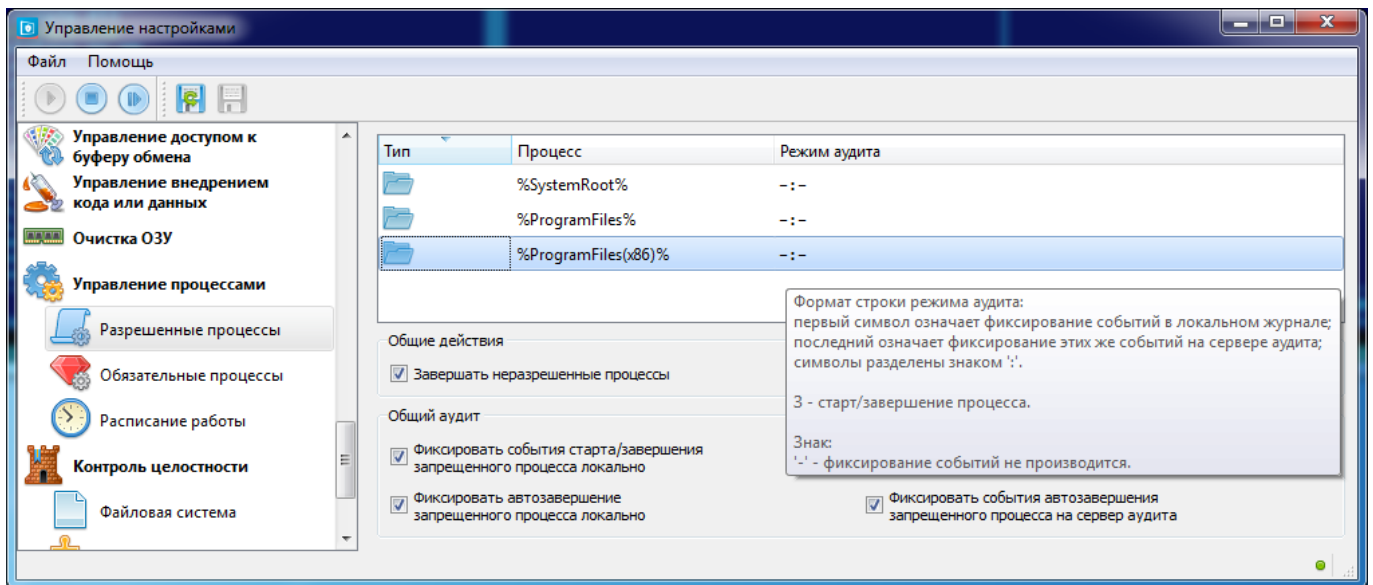 Управление настройками
Файл Помощь
Управление доступом к
буферу обмена
Управление внедрением
кода или данных
Очистка ОЗУ
Управление процессами
Разрешенные процессы
Обязательные процессы
Расписание работы
Контроль целостности
Файловая система
Тип Процесс Режим аудита
%SystemRoot% -:-
%ProgramFiles% -:-
%ProgramFiles(x86)% -:-
Общие действия
Завершать неразрешенные процессы
Общий аудит
Фиксировать события старта/завершения
запрещенного процесса локально
Фиксировать автозавершение
запрещенного процесса локально
Фиксировать события автозавершения
запрещенного процесса на сервер аудита
Формат строки режима аудита:
первый символ означает фиксирование событий в локальном журнале;
последний означает фиксирование этих же событий на сервере аудита;
символы разделены знаком ':'.
З - старт/завершение процесса.
Знак:
'-' - фиксирование событий не производится.